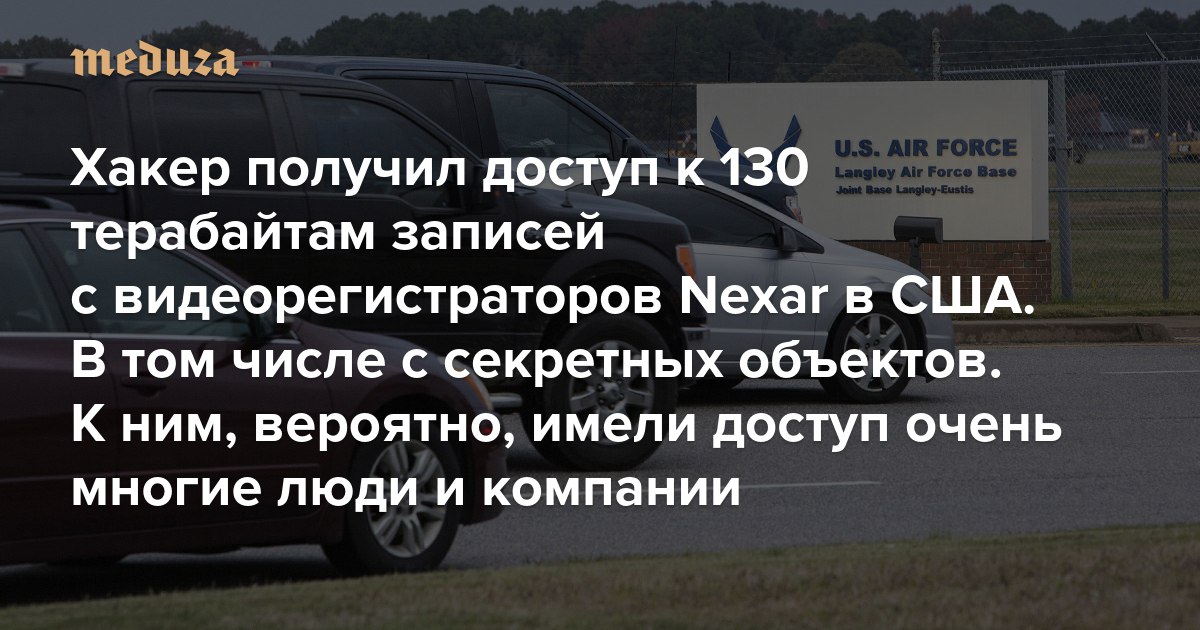 meduza
Хакер получил доступ к 130
терабайтам записей
с видеорегистраторов Nexar в США.
В том числе с секретных объектов.
К ним, вероятно, имели доступ очень
многие люди и компании
U.S. AIR FORCE
Langley Air Force Base
Joint Base Langley-Eustis